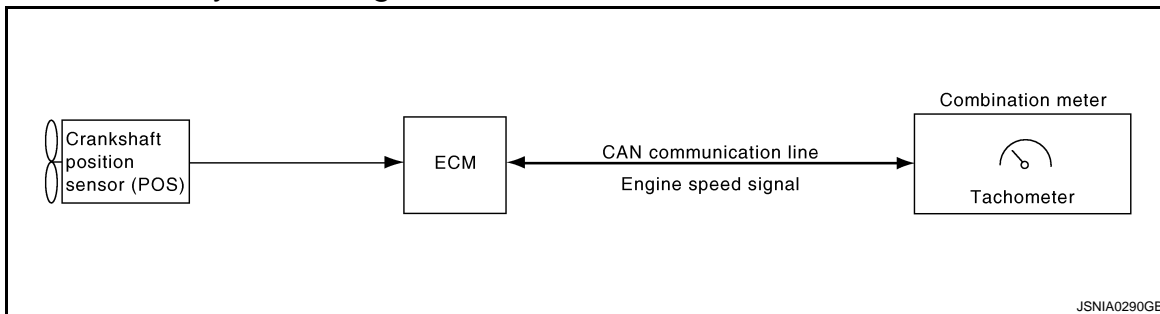 Combination meter
Crankshaft
position
sensor (POS)
ECM
CAN communication line
Engine speed signal
Tachometer
JSNIA0290GB